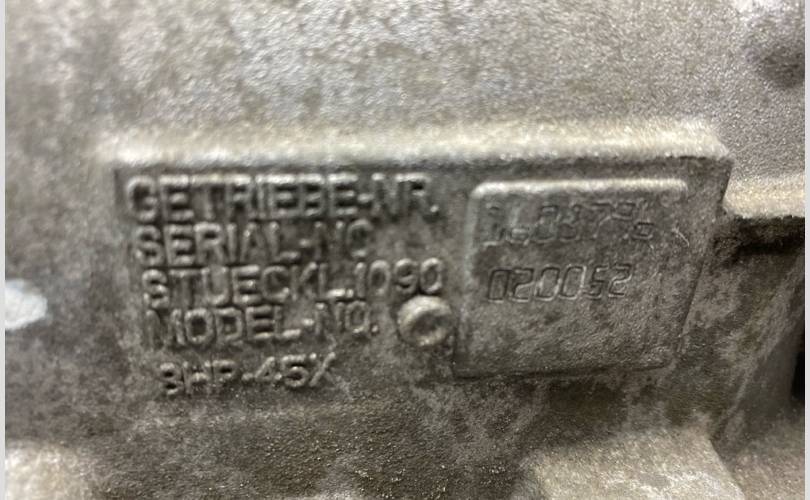 GETRIEBE-NR.
SERIAL-NO
STUECKL.1090
MODEL-NO.
020052
8HP-45X